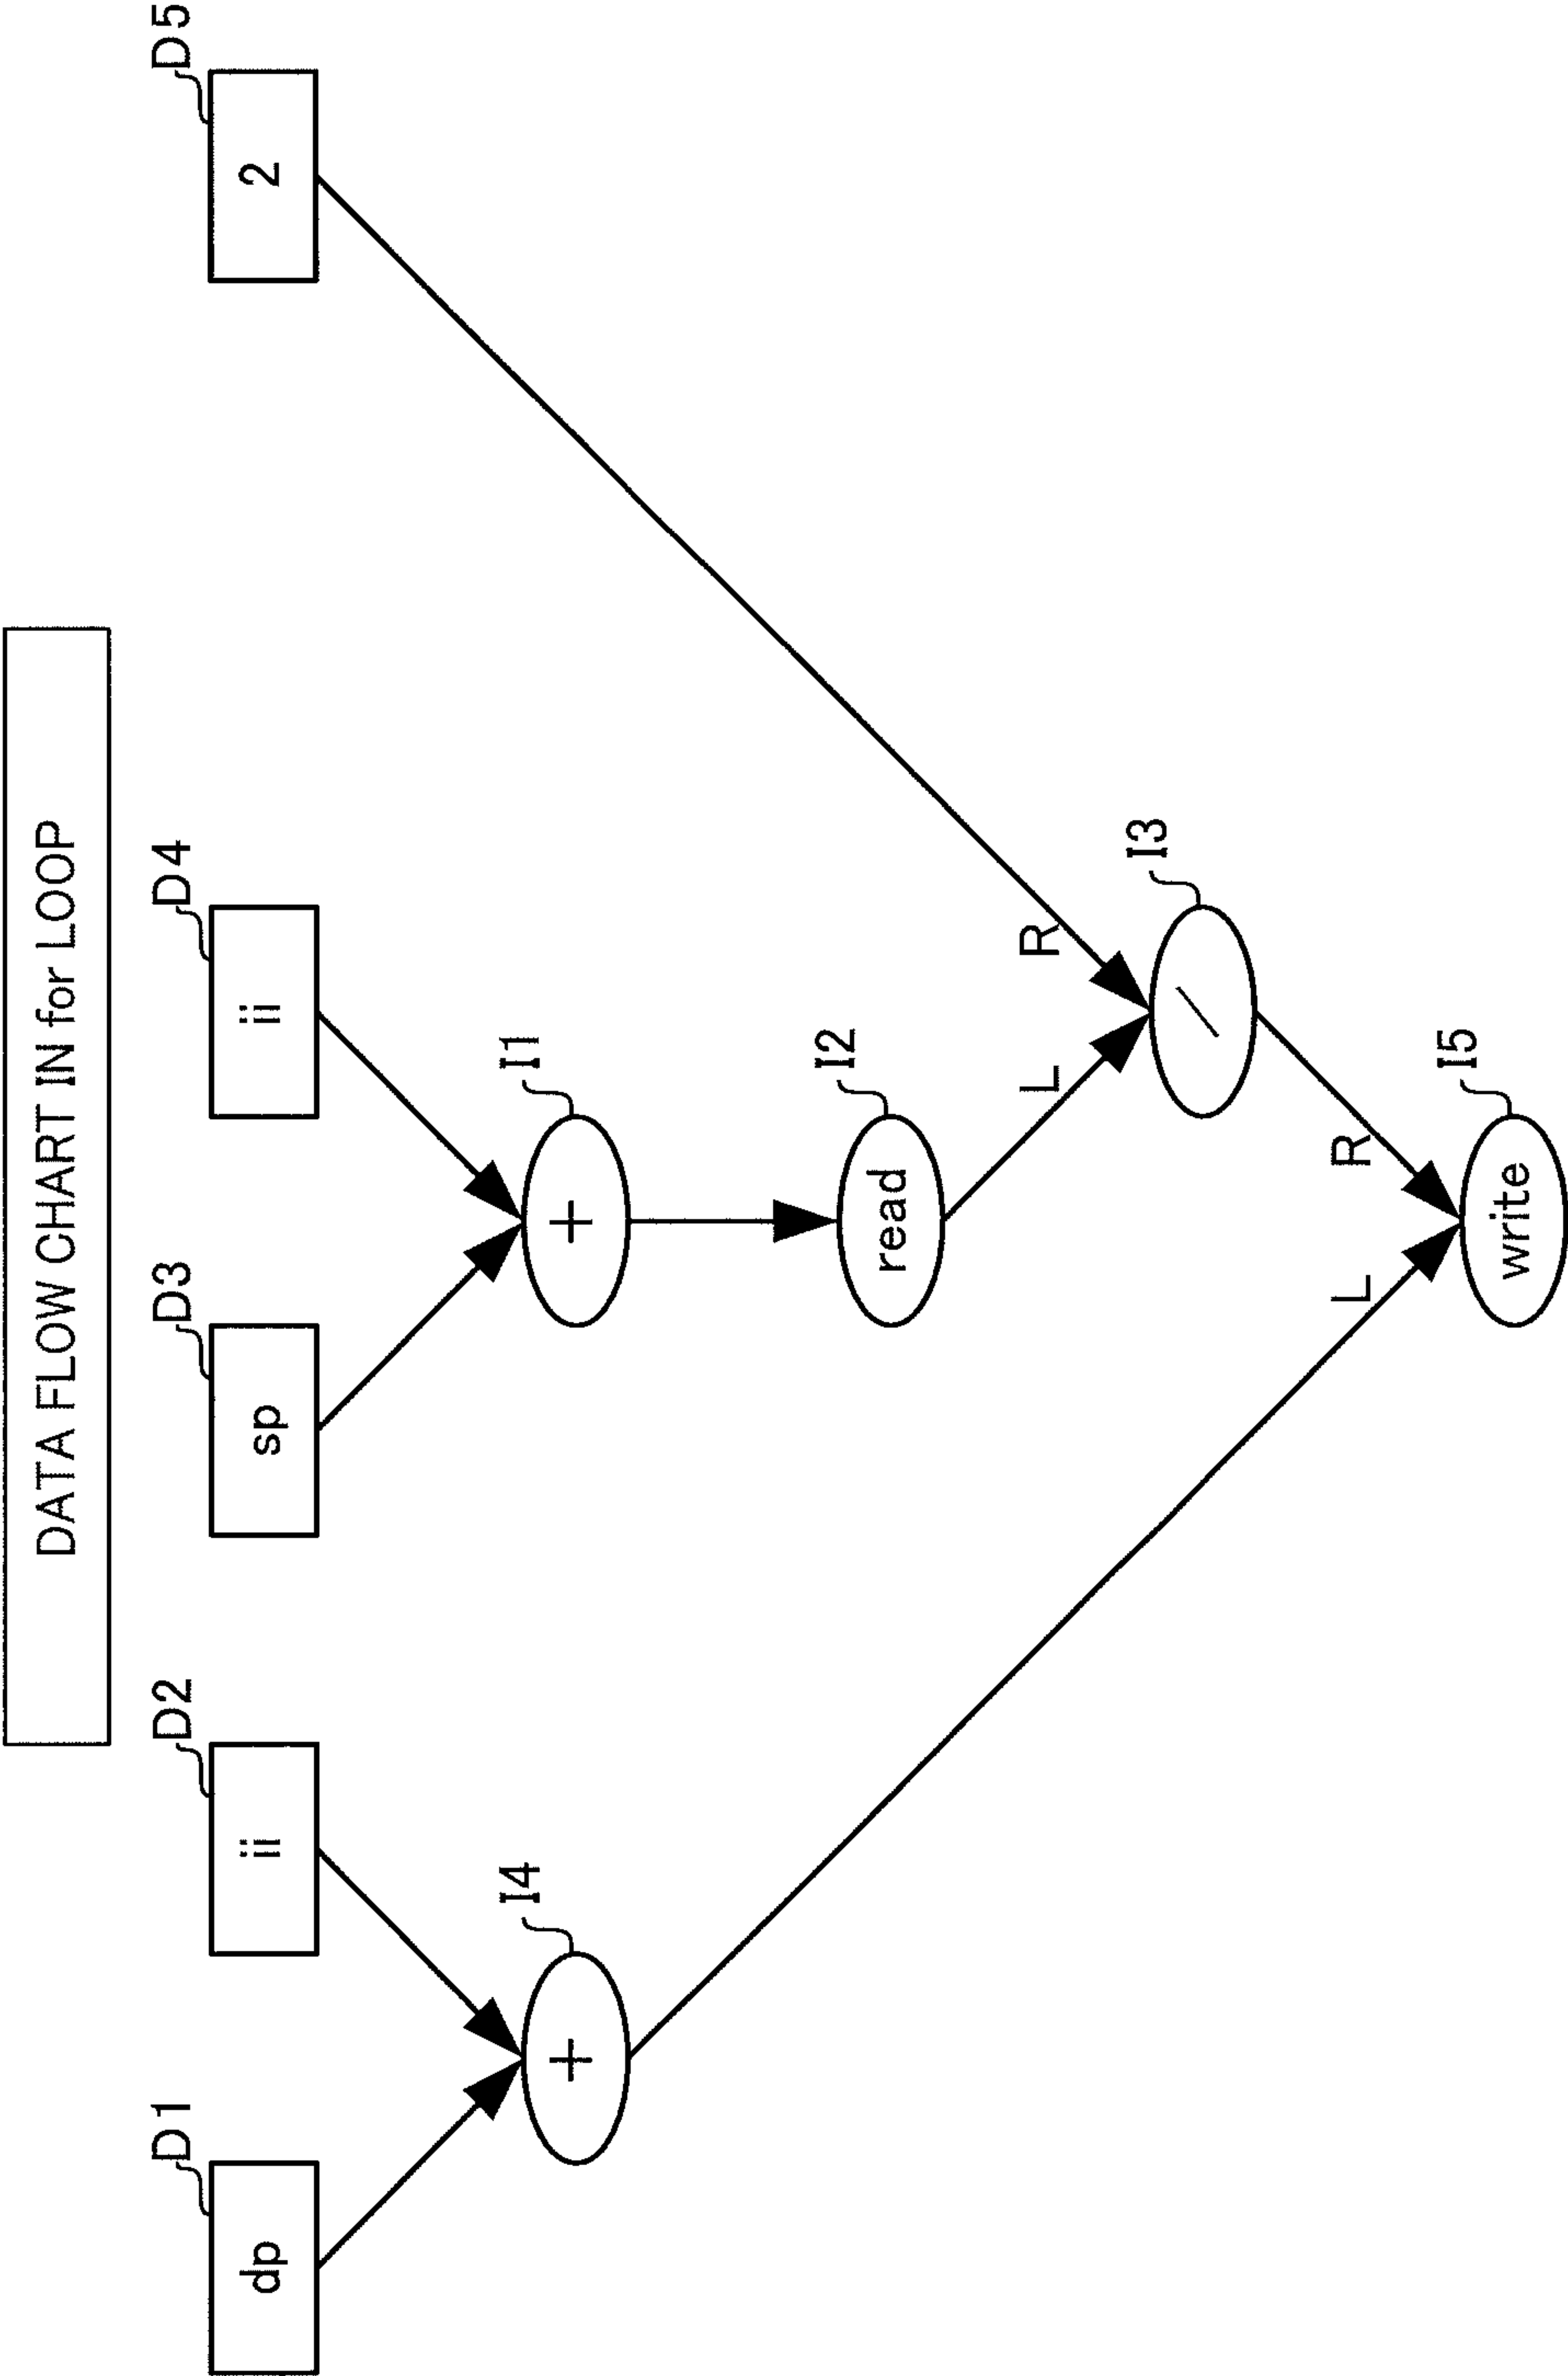 DATA FLOW CHART IN for LOOP
D1
D2
D3
D4
D5
dp
ii
sp
ii
2
I4
I1
+
+
I2
read
L
R
I3
/
L
R
I5
write